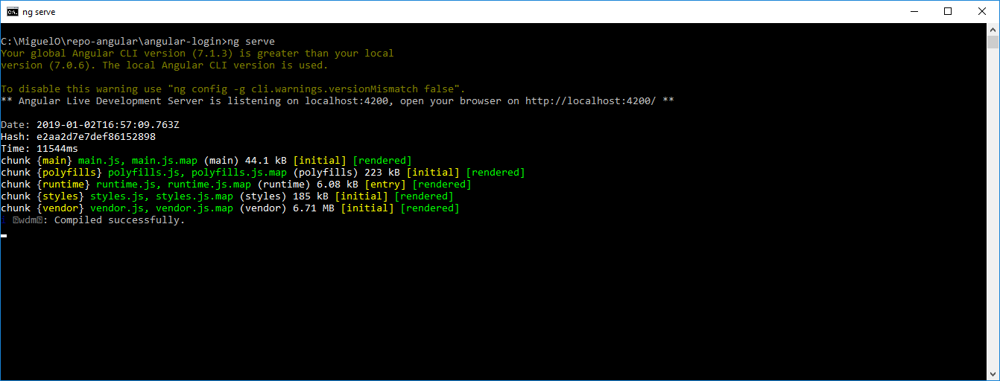 ng serve
C:\MiguelO\repo-angular\angular-login>ng serve
Your global Angular CLI version (7.1.3) is greater than your local
version (7.0.6). The local Angular CLI version is used.
To disable this warning use "ng config -g cli.warnings.versionMismatch false".
** Angular Live Development Server is listening on localhost:4200, open your browser on http://localhost:4200/ **
Date: 2019-01-02T16:57:09.763Z
Hash: e2aa2d7e7def86152898
Time: 11544ms
chunk {main} main.js, main.js.map (main) 44.1 kB [initial] [rendered]
chunk {polyfills} polyfills.js, polyfills.js.map (polyfills) 223 kB [initial] [rendered]
chunk {runtime} runtime.js, runtime.js.map (runtime) 6.08 kB [entry] [rendered]
chunk {styles} styles.js, styles.js.map (styles) 185 kB [initial] [rendered]
chunk {vendor} vendor.js, vendor.js.map (vendor) 6.71 MB [initial] [rendered]
i wdm: Compiled successfully.